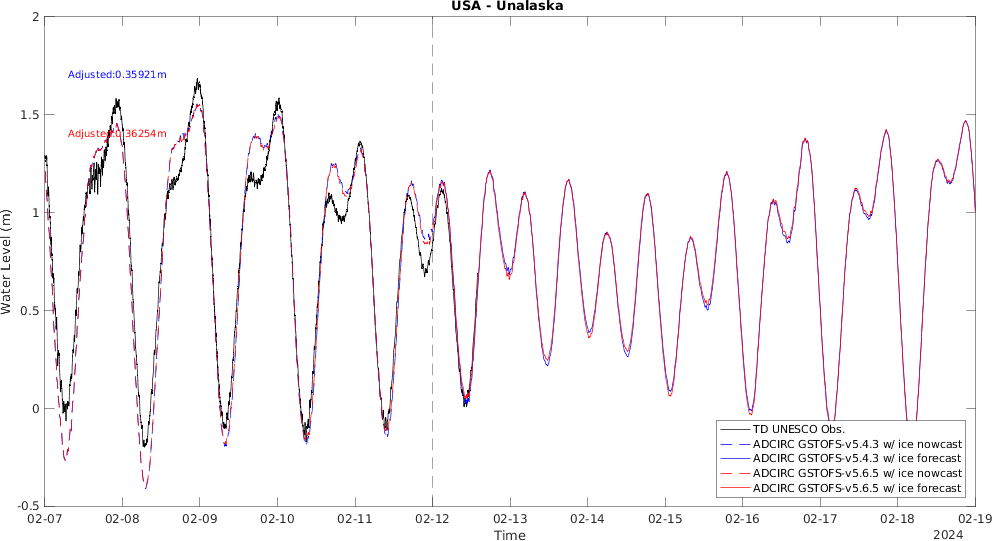 USA - Unalaska
2
Adjusted:0.35921m
1.5
Adjusted:0.36254m
1
Water Level (m)
0.5
0
-0.5
TD UNESCO Obs.
ADCIRC GSTOFS-v5.4.3 w/ ice nowcast
ADCIRC GSTOFS-v5.4.3 w/ ice forecast
ADCIRC GSTOFS-v5.6.5 w/ ice nowcast
ADCIRC GSTOFS-v5.6.5 w/ ice forecast
02-07 02-08 02-09 02-10 02-11 02-12 02-13 02-14 02-15 02-16 02-17 02-18 02-19
Time
2024